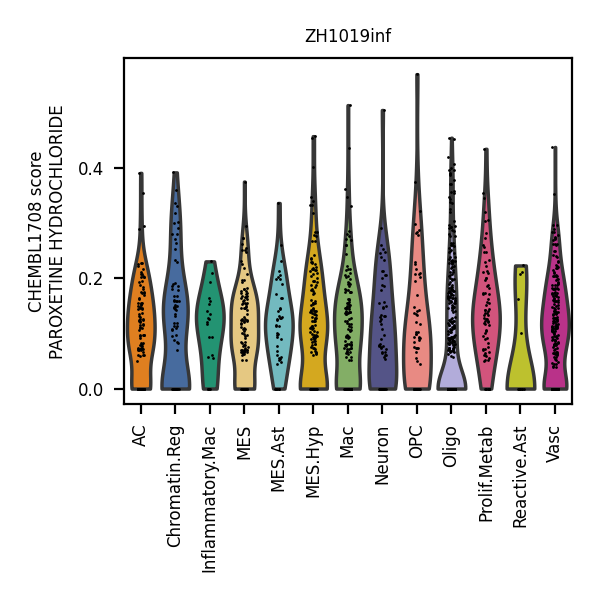 ZH1019inf
CHEMBL1708 score
PAROXETINE HYDROCHLORIDE
0.4
0.2
0.0
AC
Chromatin.Reg
Inflammatory.Mac
MES
MES.Ast
MES.Hyp
Mac
Neuron
OPC
Oligo
Prolif.Metab
Reactive.Ast
Vasc